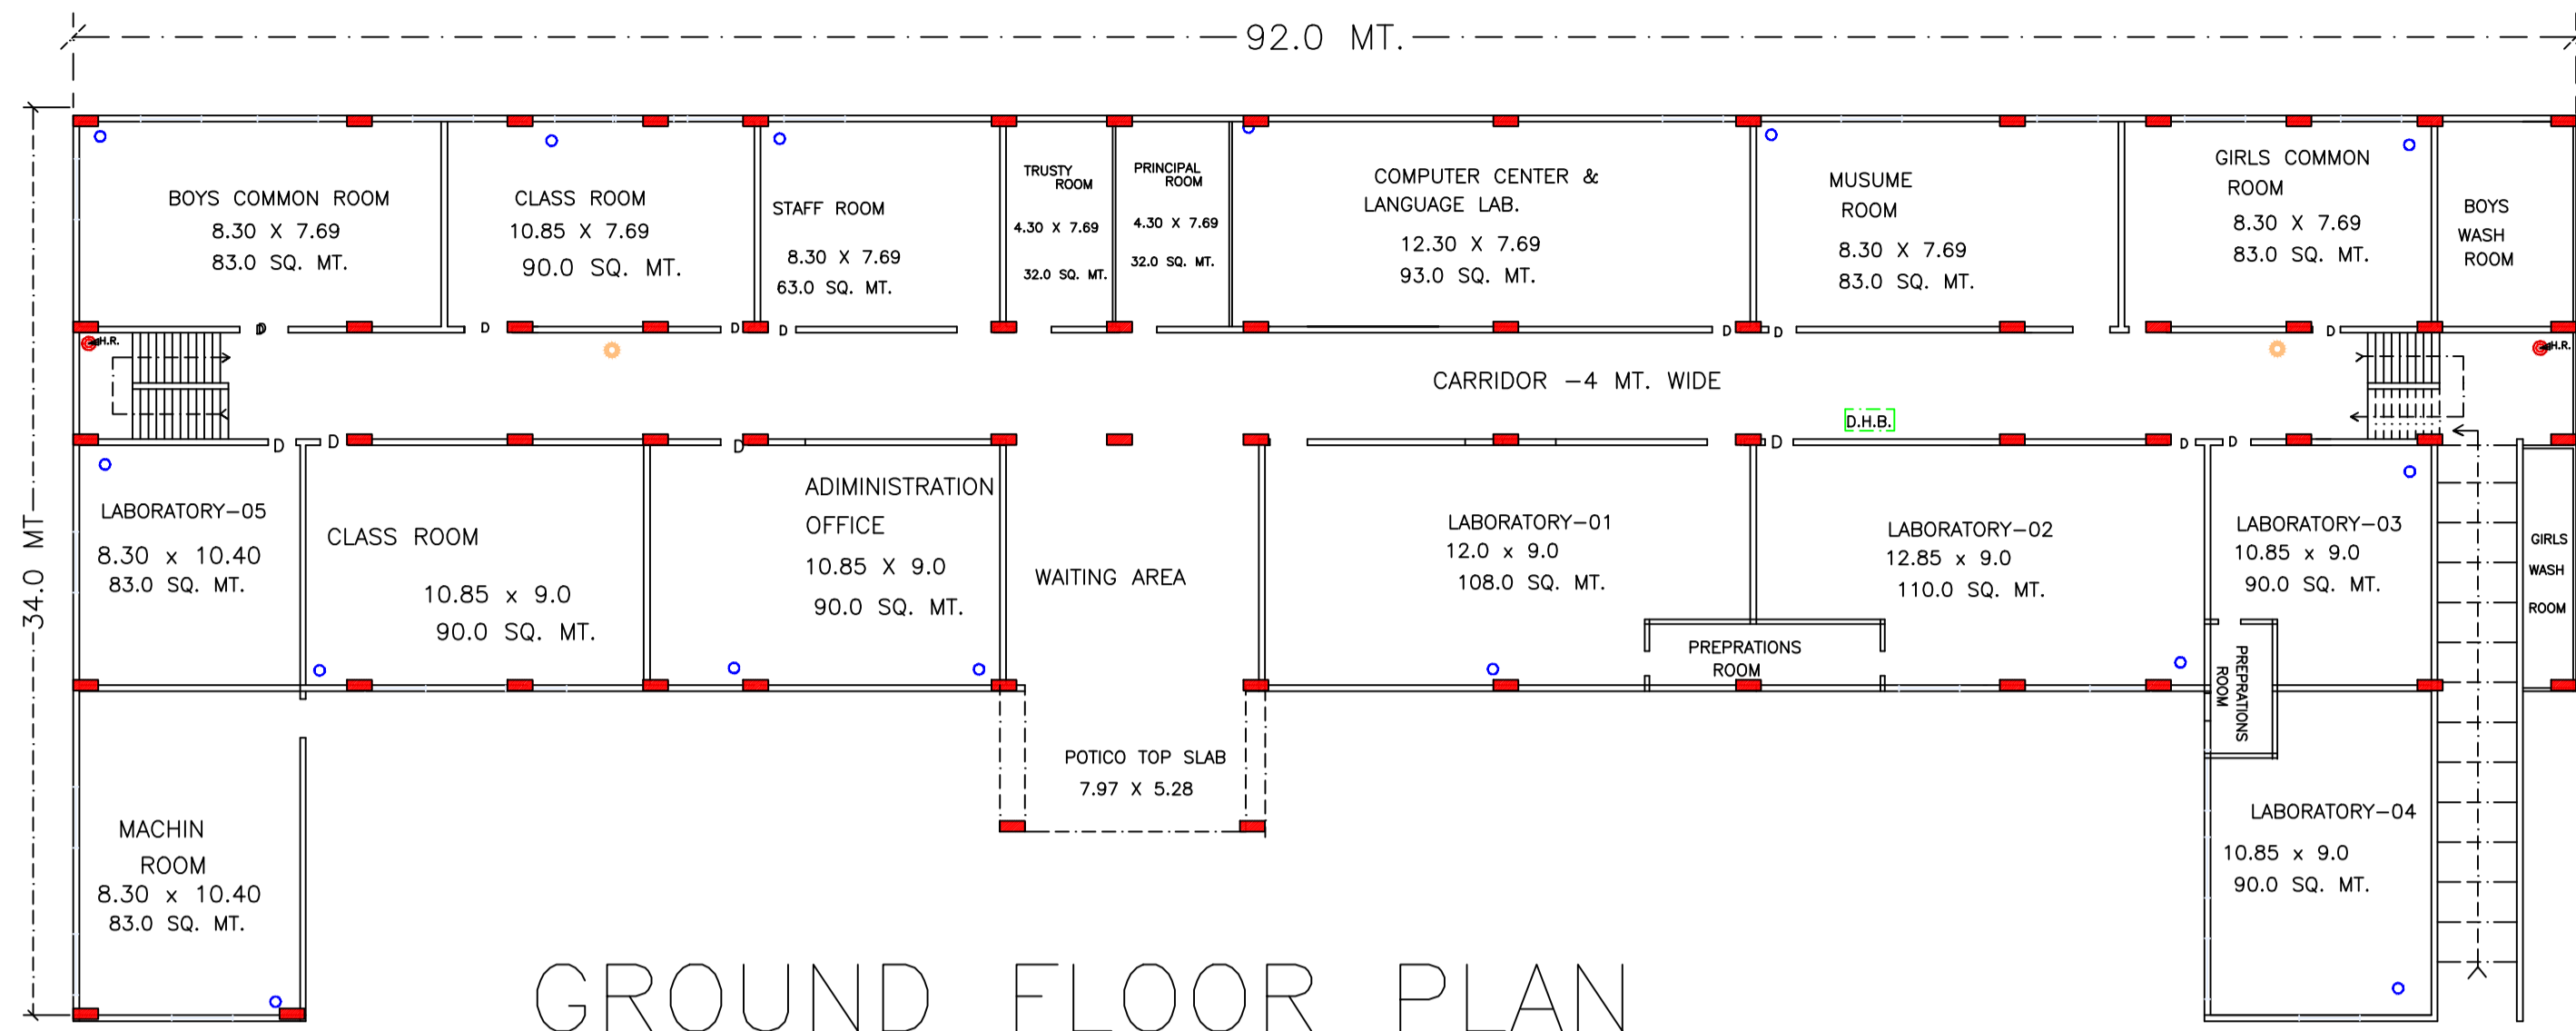 92.0 MT.
34.0 MT
BOYS COMMON ROOM
8.30 X 7.69
83.0 SQ. MT.
CLASS ROOM
10.85 X 7.69
90.0 SQ. MT.
STAFF ROOM
8.30 X 7.69
63.0 SQ. MT.
TRUSTY
ROOM
4.30 X 7.69
32.0 SQ. MT.
PRINCIPAL
ROOM
4.30 X 7.69
32.0 SQ. MT.
COMPUTER CENTER &
LANGUAGE LAB.
12.30 X 7.69
93.0 SQ. MT.
MUSUME
ROOM
8.30 X 7.69
83.0 SQ. MT.
GIRLS COMMON
ROOM
8.30 X 7.69
83.0 SQ. MT.
BOYS
WASH
ROOM
D
D
D
D
D
D
D
H.R.
H.R.
CARRIDOR -4 MT. WIDE
D.H.B.
D
D
D
D
D
D
LABORATORY-05
8.30 x 10.40
83.0 SQ. MT.
CLASS ROOM
10.85 x 9.0
90.0 SQ. MT.
ADIMINISTRATION
OFFICE
10.85 X 9.0
90.0 SQ. MT.
WAITING AREA
LABORATORY-01
12.0 x 9.0
108.0 SQ. MT.
LABORATORY-02
12.85 x 9.0
110.0 SQ. MT.
LABORATORY-03
10.85 x 9.0
90.0 SQ. MT.
GIRLS
WASH
ROOM
PREPRATIONS
ROOM
PREPRATIONS
ROOM
POTICO TOP SLAB
7.97 X 5.28
MACHIN
ROOM
8.30 x 10.40
83.0 SQ. MT.
LABORATORY-04
10.85 x 9.0
90.0 SQ. MT.
GROUND FLOOR PLAN